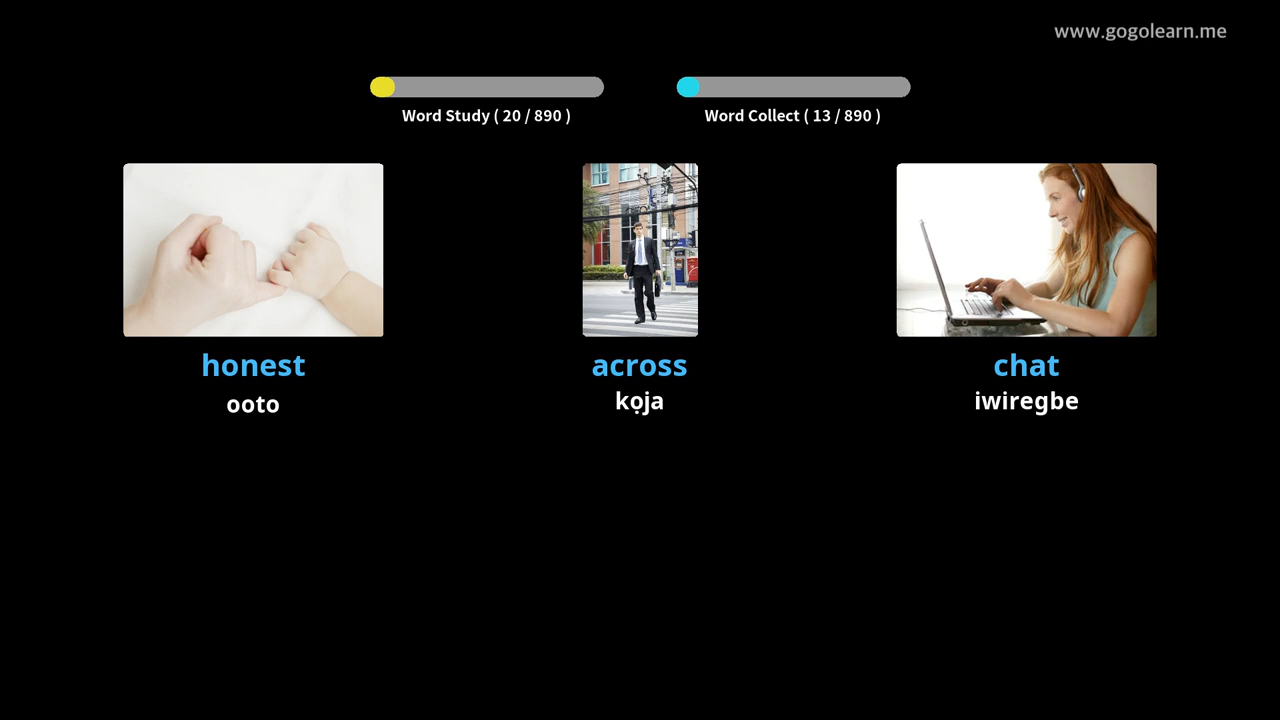 www.gogolearn.me
Word Study ( 20 / 890 )
Word Collect ( 13 / 890 )
honest
ooto
across
kọja
chat
iwiregbe